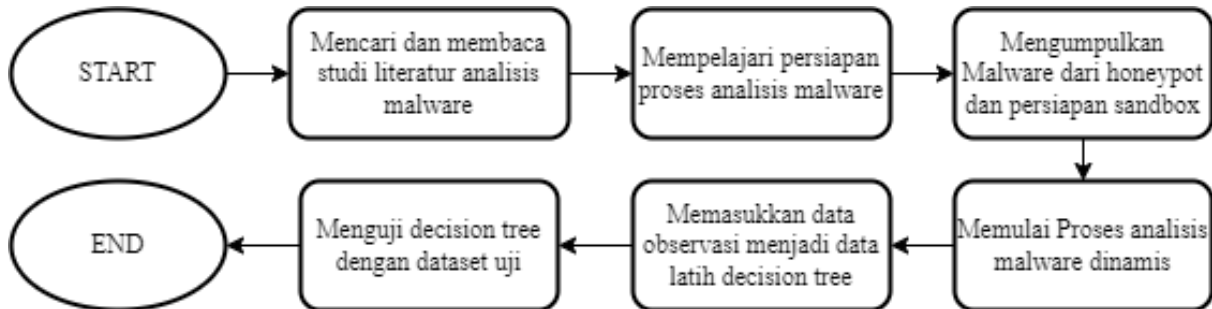 START
Mencari dan membaca
studi literatur analisis
malware
Mempelajari persiapan
proses analisis malware
Mengumpulkan
Malware dari honeypot
dan persiapan sandbox
Memulai Proses analisis
malware dinamis
Memasukkan data
observasi menjadi data
latih decision tree
Menguji decision tree
dengan dataset uji
END